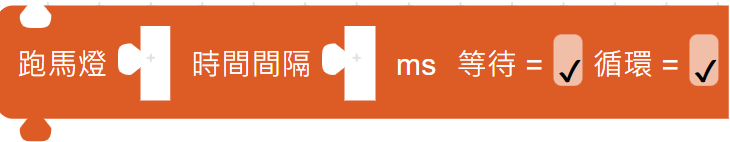 跑馬燈 時間間隔 ms 等待 = ✓ 循環 = ✓